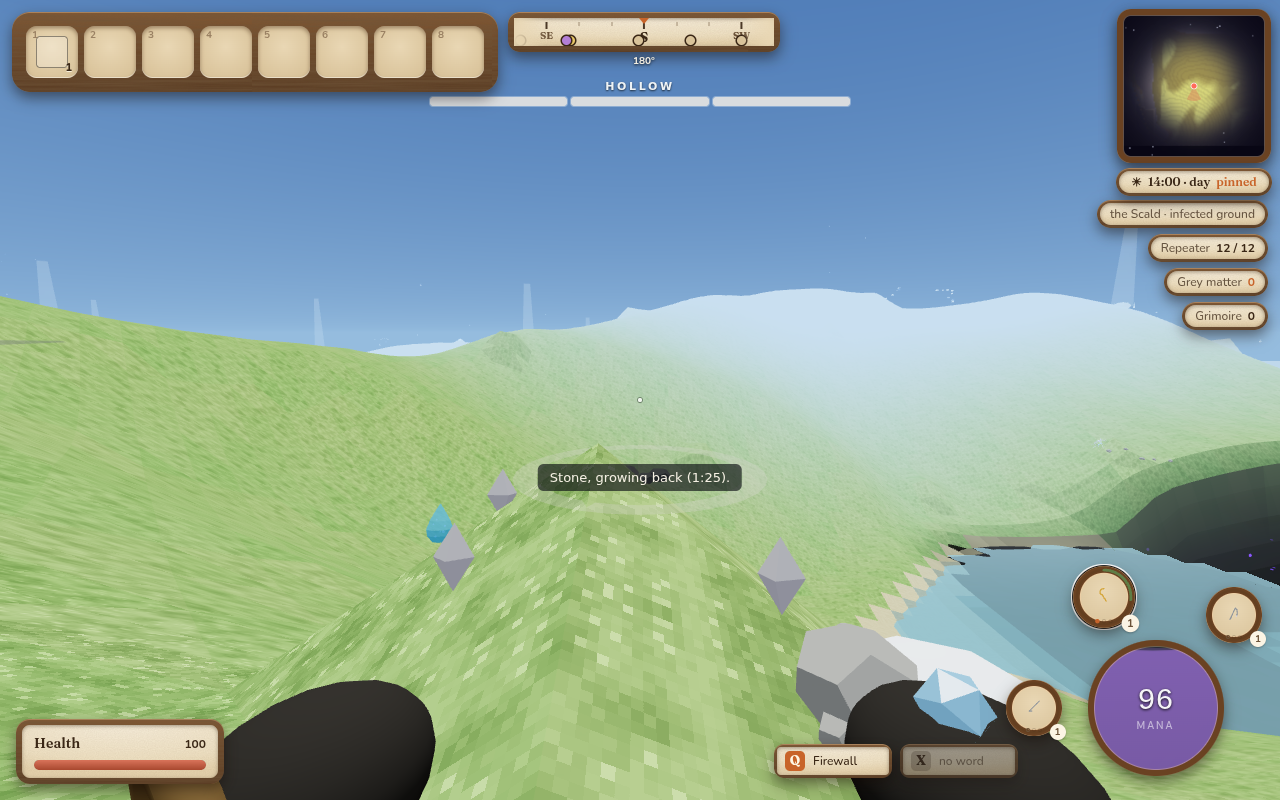 1 2 3 4 5 6 7 8
1
SE S SW
180°
HOLLOW
14:00 · day pinned
the Scald · infected ground
Repeater 12 / 12
Grey matter 0
Grimoire 0
Stone, growing back (1:25).
1
1
96
MANA
1
Health 100
Q Firewall
X no word